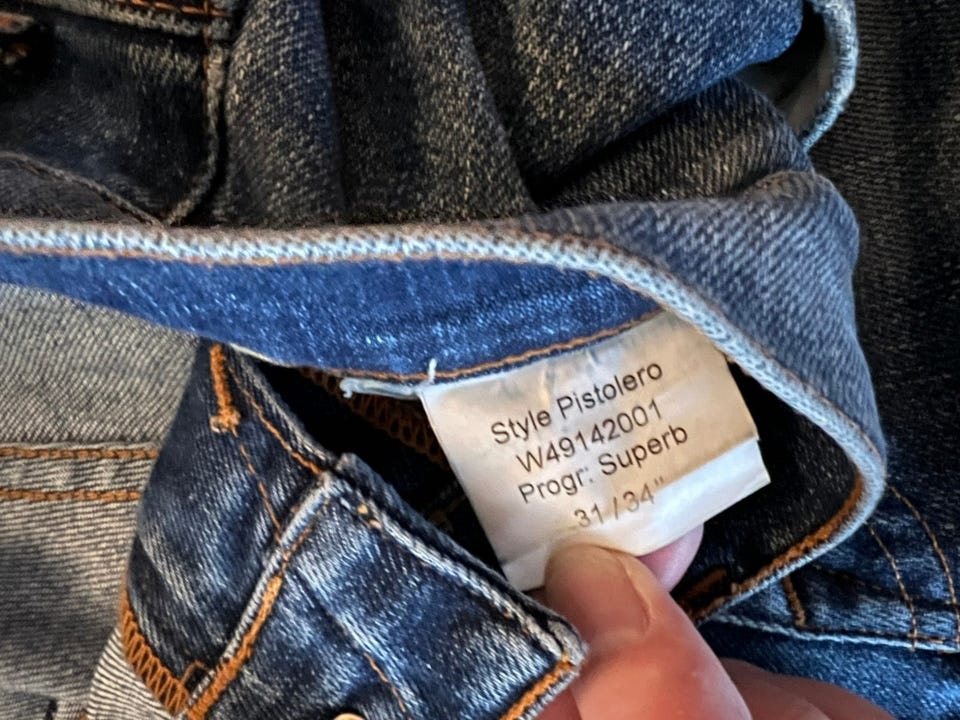 Style Pistolero
W49142001
Progr: Superb
31 / 34"